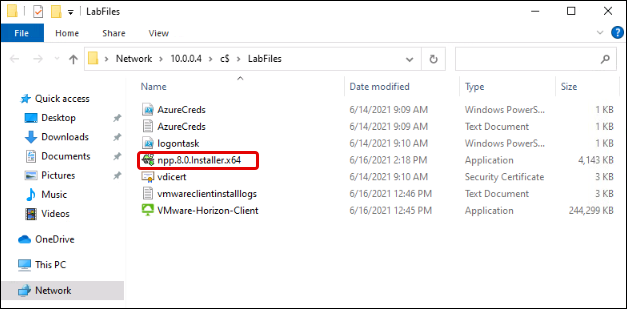 LabFiles
File Home Share View
Network > 10.0.0.4 > c$ > LabFiles
Name Date modified Type Size
Quick access
Desktop
Downloads
Documents
Pictures
Music
Videos
OneDrive
This PC
Network
AzureCreds 6/14/2021 9:09 AM Windows PowerS... 1 KB
AzureCreds 6/14/2021 9:09 AM Text Document 1 KB
logontask 6/14/2021 9:10 AM Windows PowerS... 1 KB
npp.8.0.Installer.x64 6/16/2021 2:18 PM Application 4,143 KB
vdicert 6/14/2021 9:10 AM Security Certificate 3 KB
vmwareclientinstalllogs 6/16/2021 12:46 PM Text Document 3 KB
VMware-Horizon-Client 6/16/2021 12:45 PM Application 244,299 KB